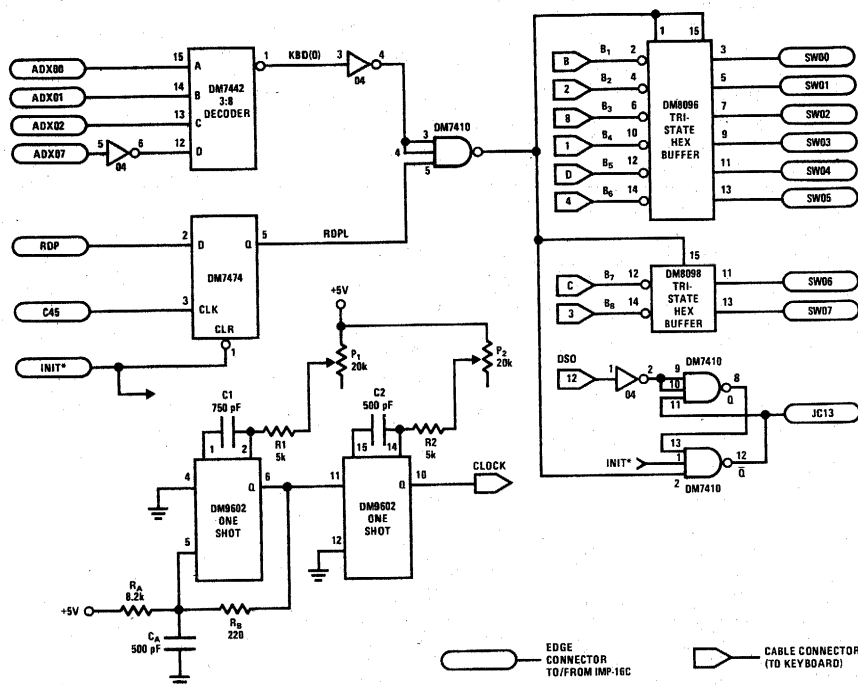 ADX00
15
A
DM7442
3:8
DECODER
1
KBD(0)
3
4
04
ADX01
14
B
ADX02
13
C
ADX07
5
6
04
12
D
DM7410
3
4
5
RDP
2
D
Q
5
RDPL
DM7474
C45
3
CLK
CLR
1
INIT*
1
15
B
B1
2
3
SW00
2
B2
4
5
SW01
8
B3
6
7
SW02
1
B4
10
9
SW03
D
B5
12
11
SW04
4
B6
14
13
SW05
DM8096
TRI-
STATE
HEX
BUFFER
15
C
B7
12
11
SW06
3
B8
14
13
SW07
DM8098
TRI-
STATE
HEX
BUFFER
+5V
P1
20k
P2
20k
C1
750 pF
1
2
R1
5k
C2
500 pF
15
14
R2
5k
4
6
Q
DM9602
ONE
SHOT
5
11
10
Q
CLOCK
DM9602
ONE
SHOT
12
RA
8.2k
+5V
RB
220
CA
500 pF
DSO
12
1
2
04
9
10
11
DM7410
8
Q
JC13
13
1
2
INIT*
12
Q
DM7410
EDGE
CONNECTOR
TO/FROM IMP-16C
CABLE CONNECTOR
(TO KEYBOARD)